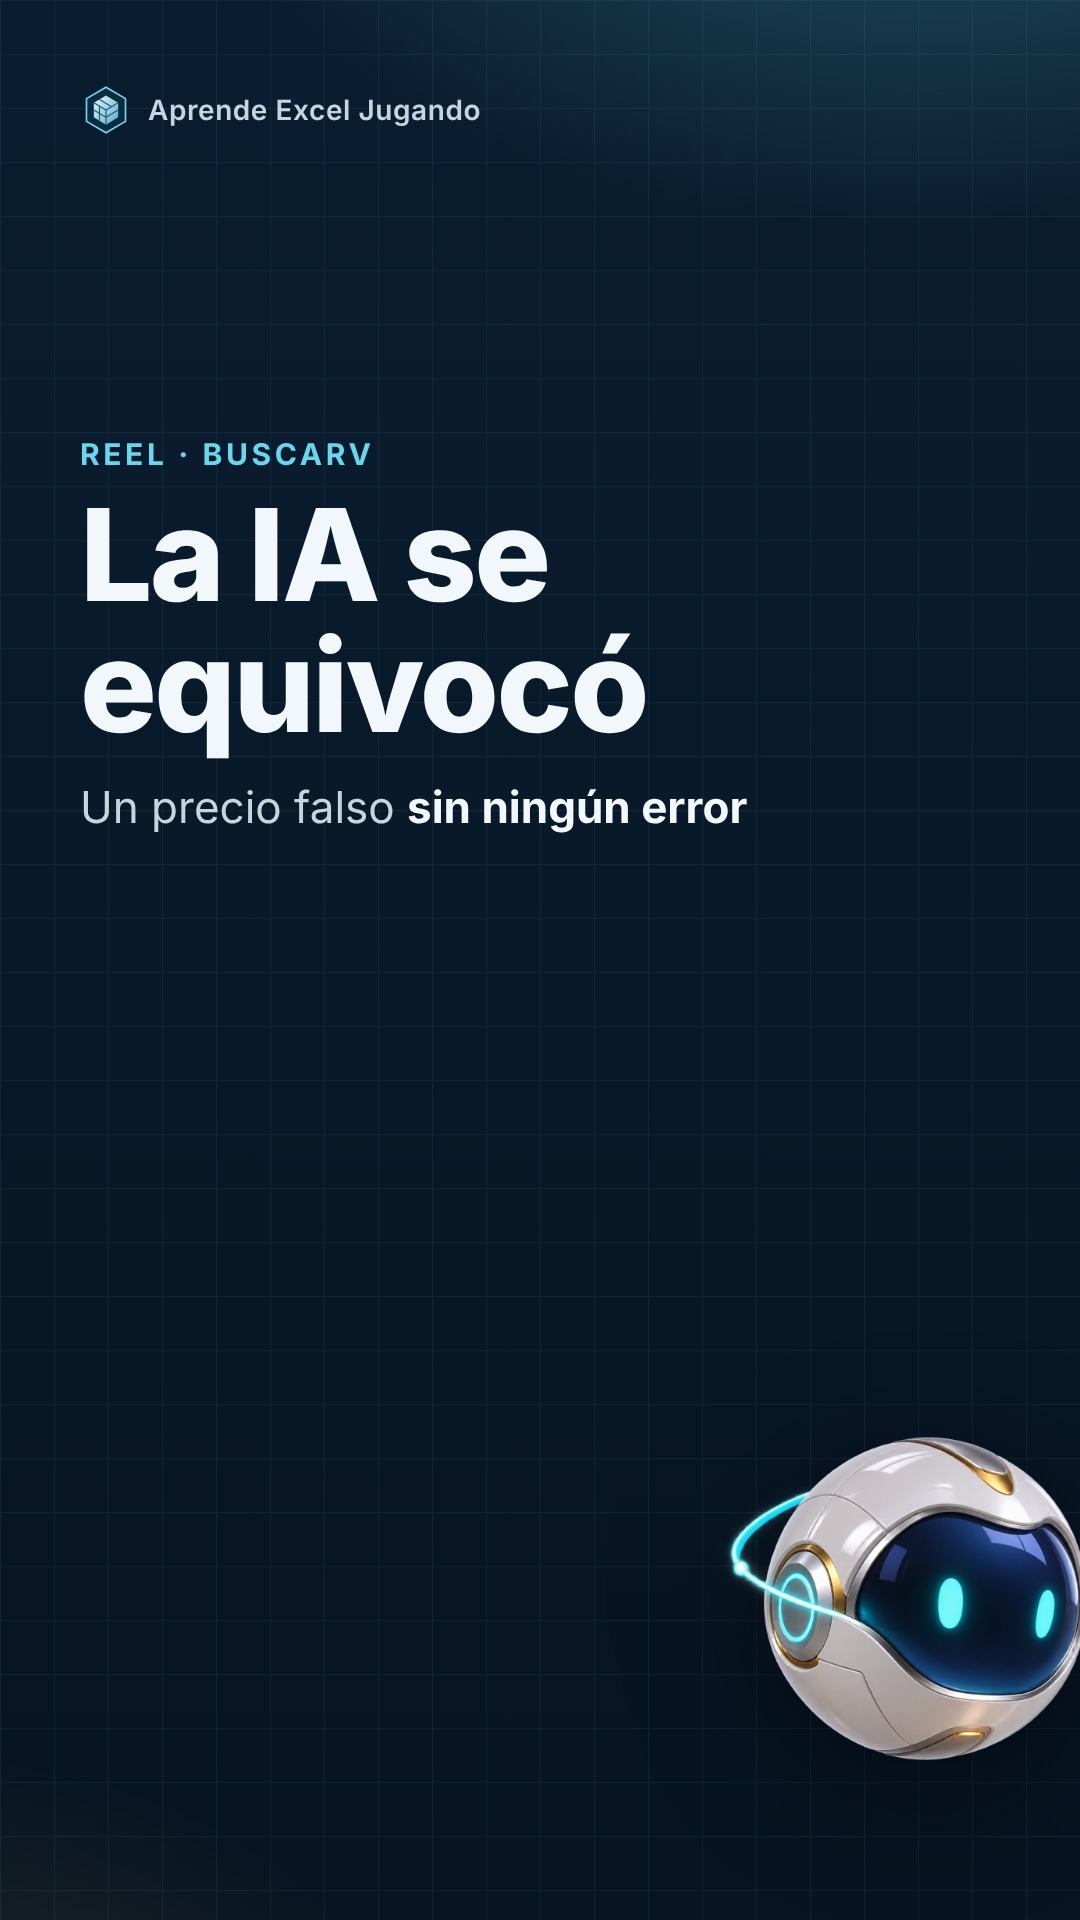 Aprende Excel Jugando
REEL · BUSCARV
La IA se
equivocó
Un precio falso sin ningún error